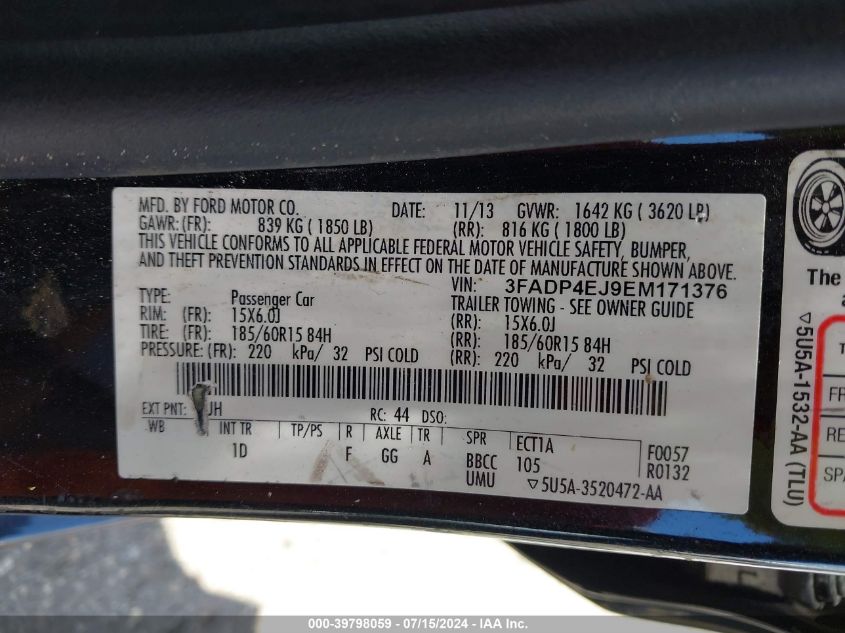 MFD. BY FORD MOTOR CO. DATE: 11/13 GVWR: 1642 KG ( 3620 LB)
GAWR: (FR): 839 KG ( 1850 LB) (RR): 816 KG ( 1800 LB)
THIS VEHICLE CONFORMS TO ALL APPLICABLE FEDERAL MOTOR VEHICLE SAFETY, BUMPER,
AND THEFT PREVENTION STANDARDS IN EFFECT ON THE DATE OF MANUFACTURE SHOWN ABOVE.
VIN: 3FADP4EJ9EM171376
TYPE: Passenger Car TRAILER TOWING - SEE OWNER GUIDE
RIM: (FR): 15X6.0J (RR): 15X6.0J
TIRE: (FR): 185/60R15 84H (RR): 185/60R15 84H
PRESSURE: (FR): 220 kPa/ 32 PSI COLD (RR): 220 kPa/ 32 PSI COLD
EXT PNT: JH RC: 44 DSO:
WB INT TR TP/PS R AXLE TR SPR ECT1A F0057
1D F GG A BBCC 105 R0132
UMU ▽5U5A-3520472-AA
The
▽5U5A-1532-AA (TLU)
FR
RE
SPA
000-39798059 - 07/15/2024 - IAA Inc.